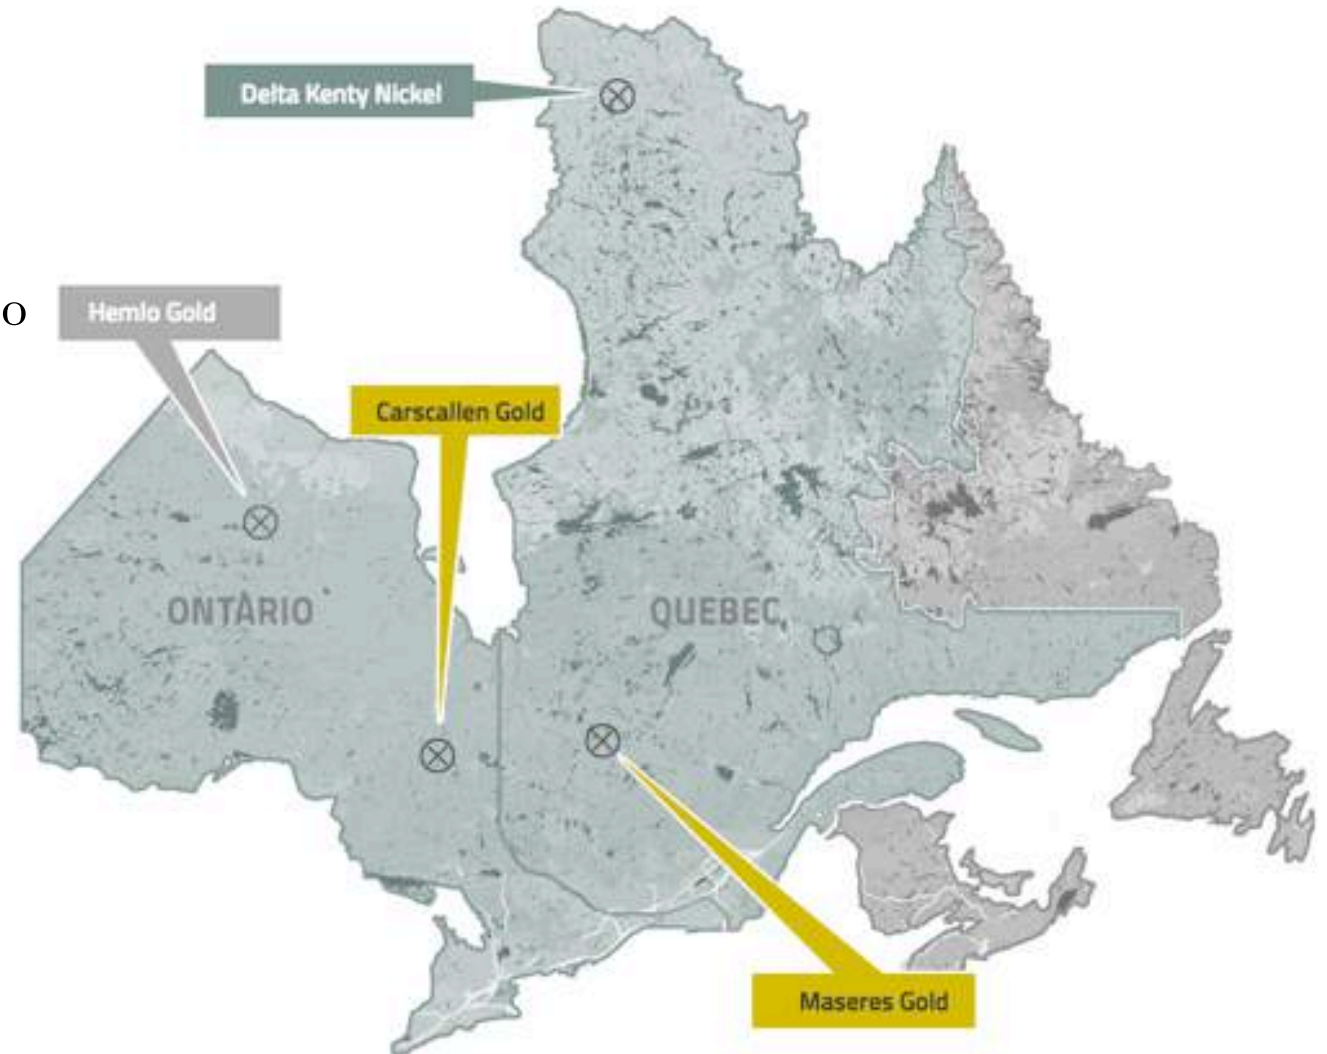 Delta Kenty Nickel
o
Hemlo Gold
Carscallen Gold
ONTARIO
QUEBEC
Maseres Gold